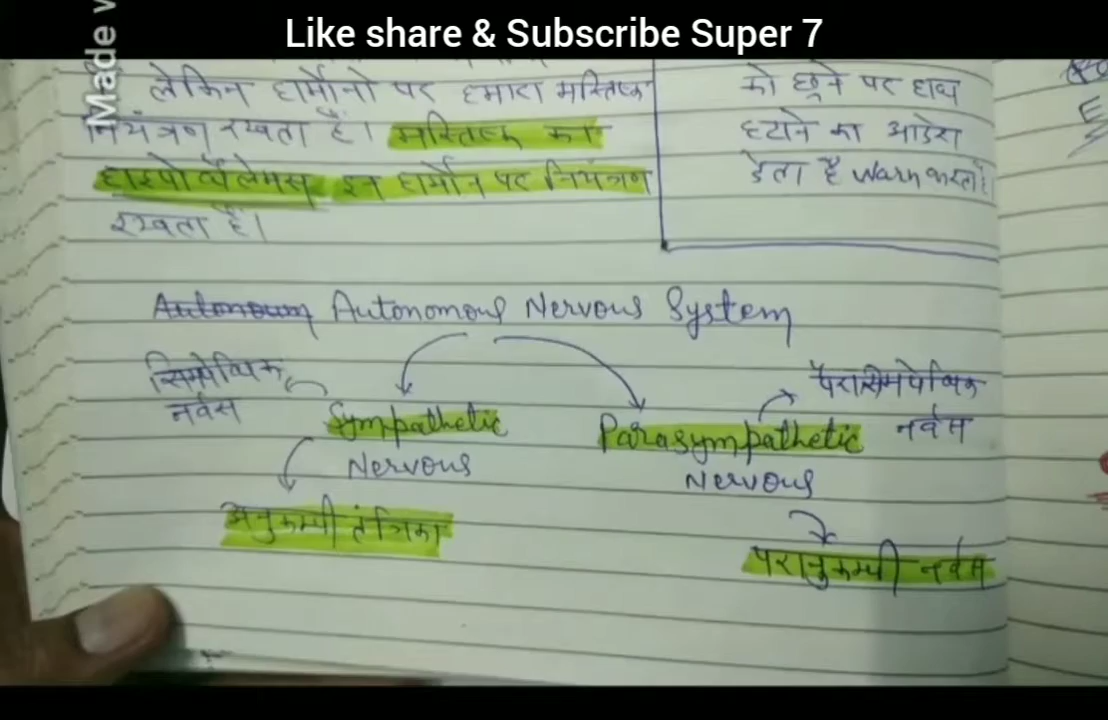 Like share & Subscribe Super 7
Made
लेकिन हार्मोनो पर हमारा मस्तिष्क
नियंत्रण रखता है। मस्तिष्क का
हाइपोथैलेमस इन हार्मोन पर नियंत्रण
रखता है।
को छूने पर हाथ
हटाने का आदेश
देता है Warn करता है।
Autonomous Nervous System
सिम्पेथिक
नर्वस
Sympathetic
Nervous
अनुकम्पी तंत्रिका
पैरासिमपेथिक
नर्वस
Parasympathetic
Nervous
परानुकम्पी नर्वस